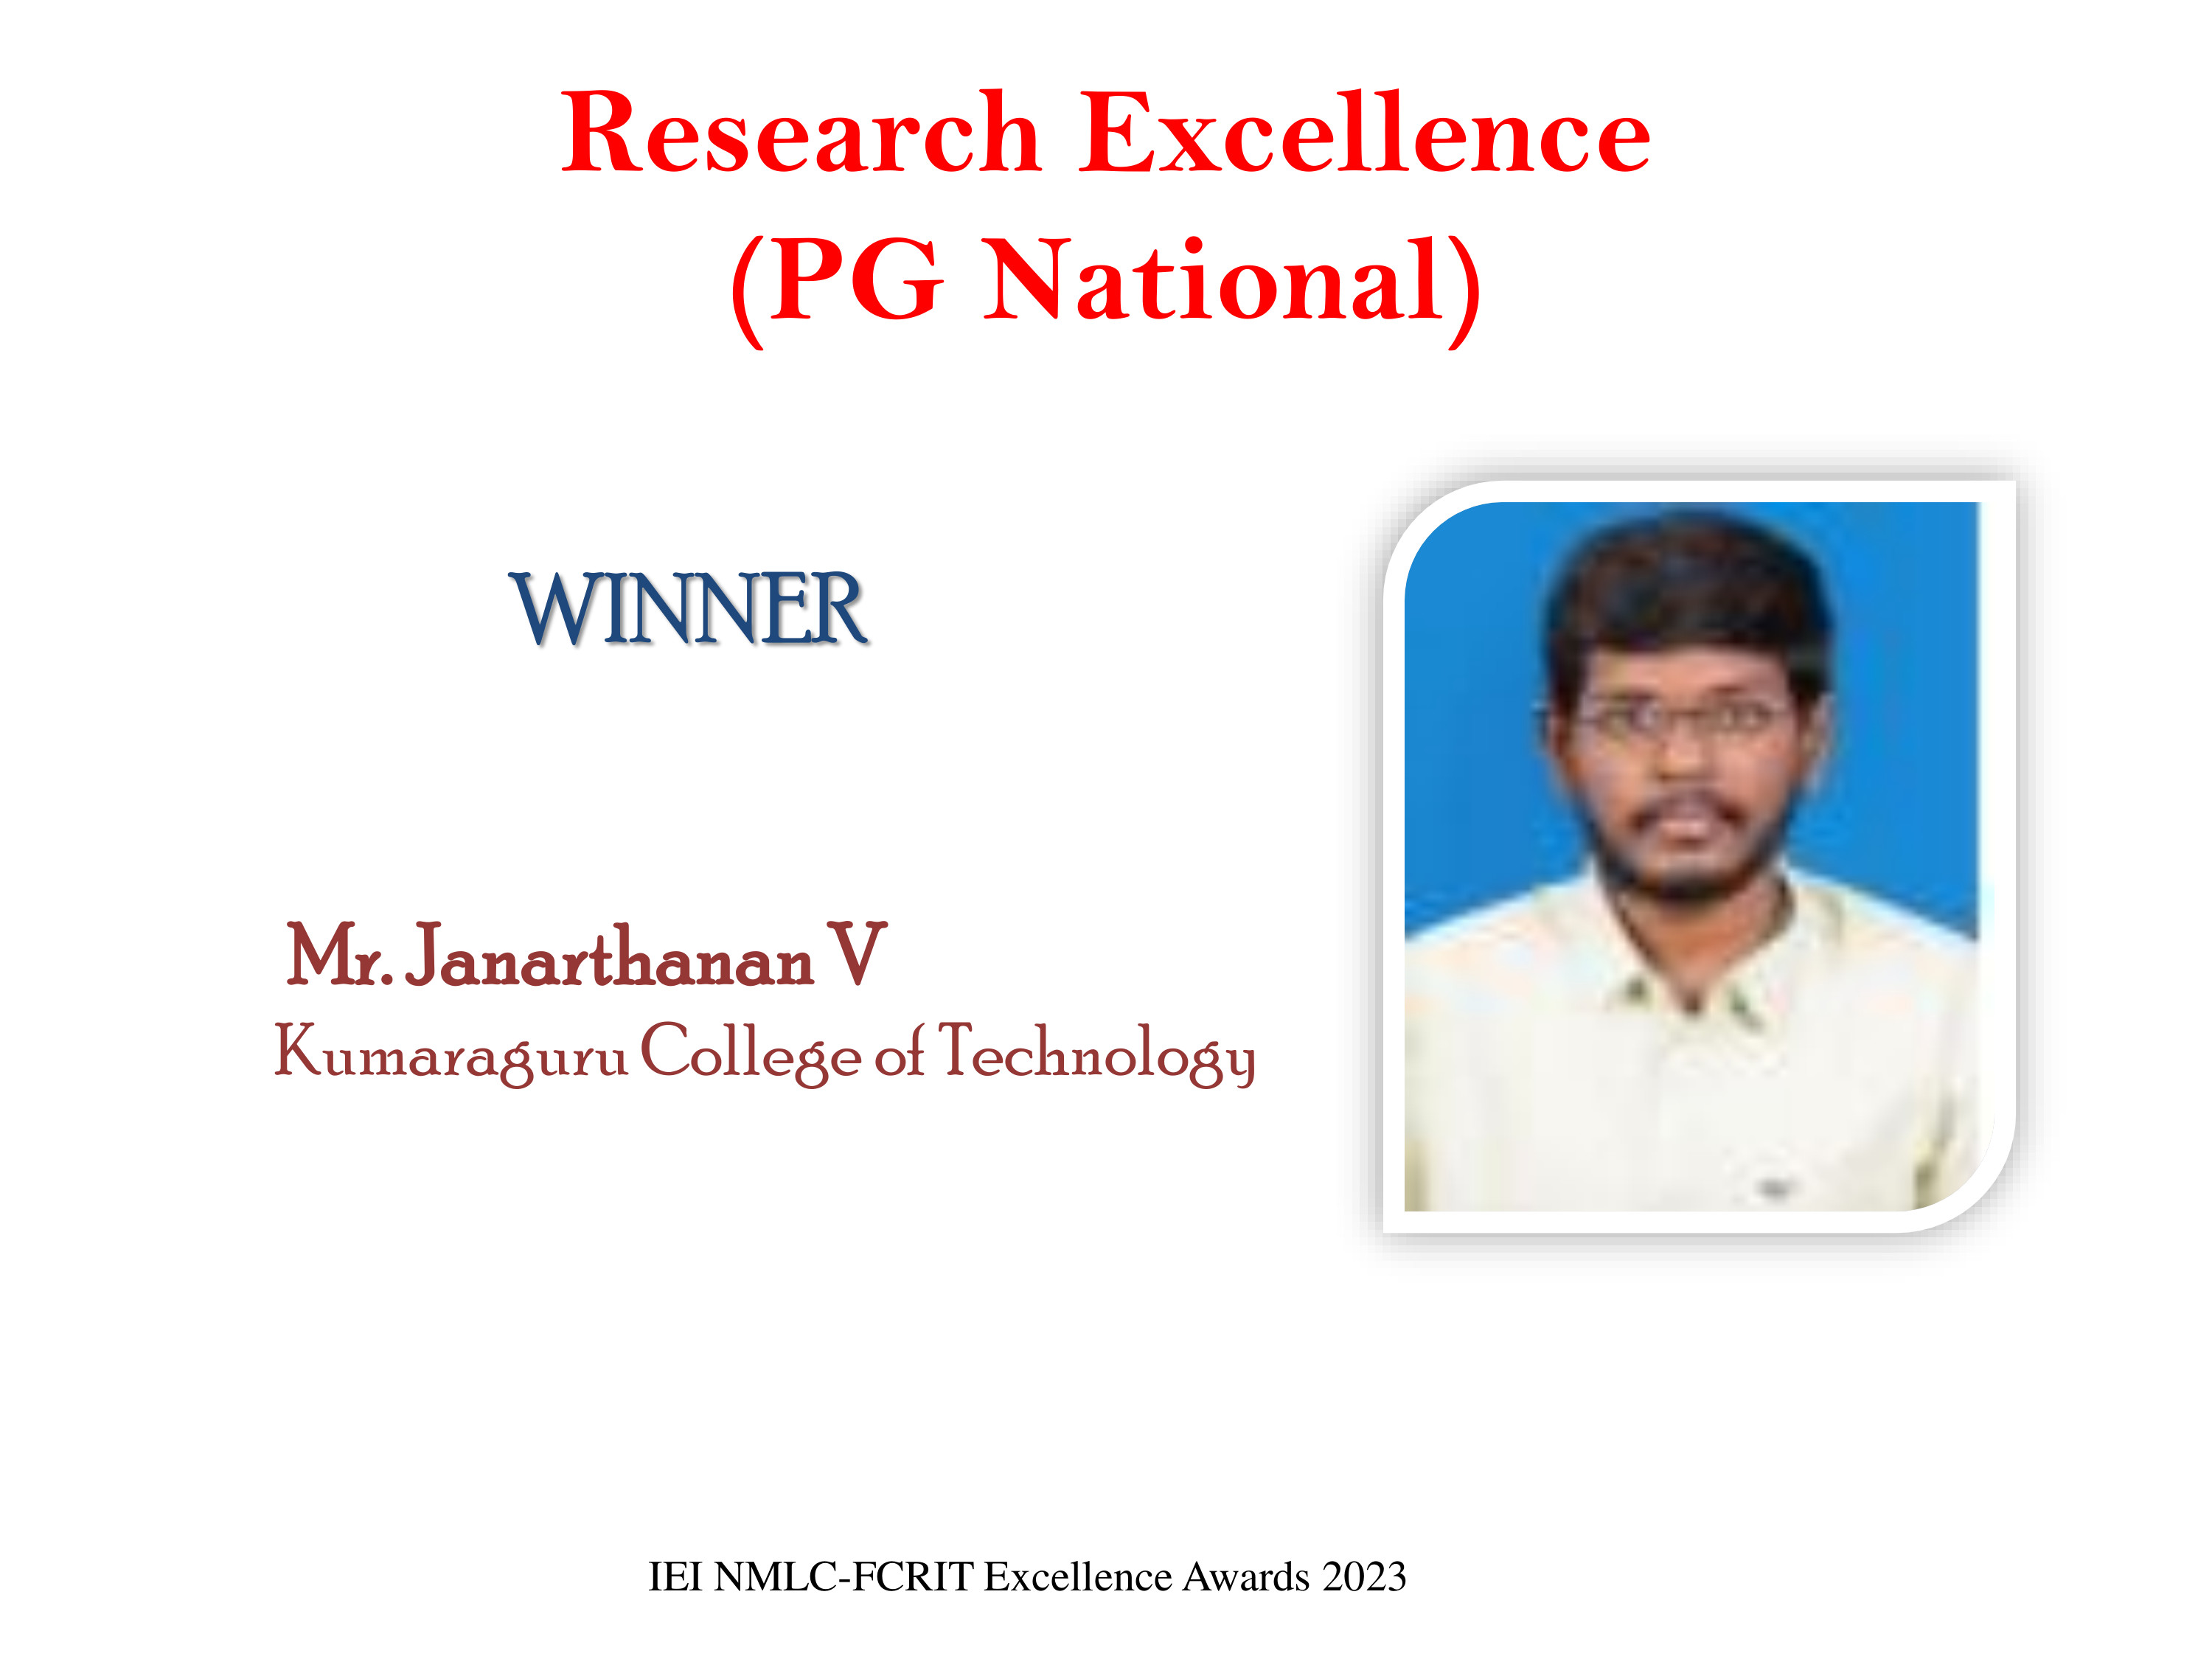 Research Excellence
(PG National)
WINNER
Mr. Janarthanan V
Kumaraguru College of Technology
IEI NMLC-FCRIT Excellence Awards 2023